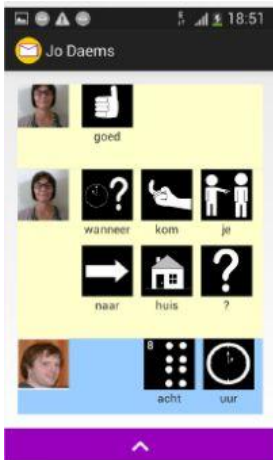 18:51
Jo Daems
goed
?
wanneer kom je
?
naar huis ?
8
acht uur